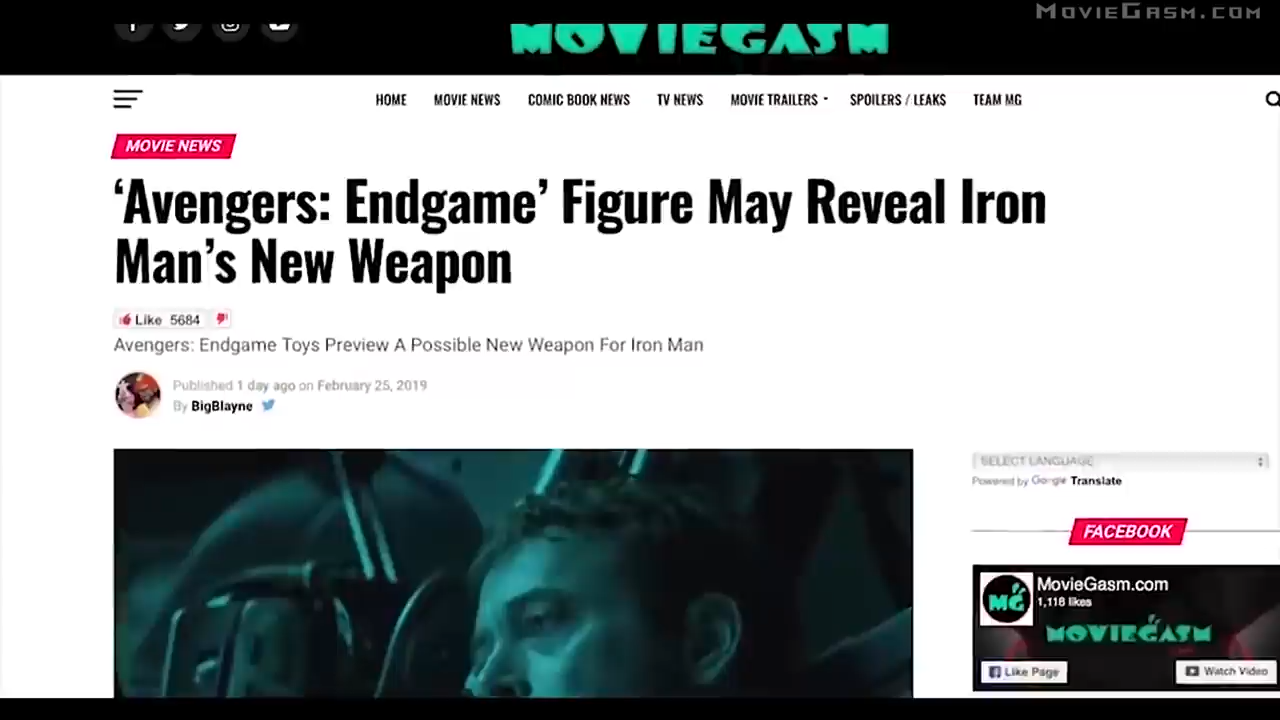 MovieGasm.com
MOVIEGASM
HOME MOVIE NEWS COMIC BOOK NEWS TV NEWS MOVIE TRAILERS SPOILERS / LEAKS TEAM MG
MOVIE NEWS
‘Avengers: Endgame’ Figure May Reveal Iron
Man’s New Weapon
Like 5684
Avengers: Endgame Toys Preview A Possible New Weapon For Iron Man
Published 1 day ago on February 25, 2019
By BigBlayne
SELECT LANGUAGE
Powered by Google Translate
FACEBOOK
MG
MovieGasm.com
1,118 likes
MOVIEGASM
Like Page
Watch Video